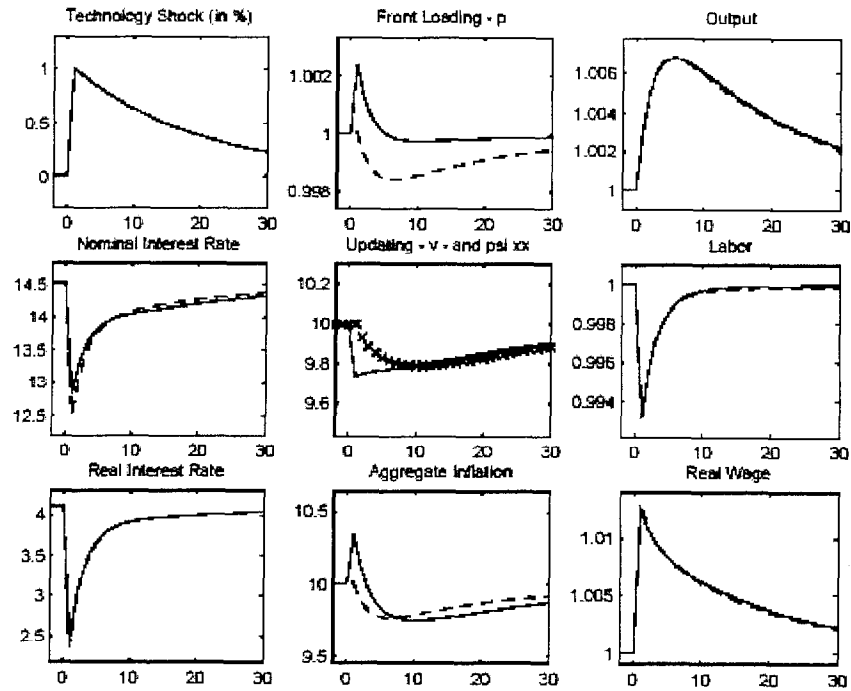 Technology Shock (in %)
1
0.5
0
0 10 20 30
Front Loading - p
1.002
1
0.998
0 10 20 30
Output
1.006
1.004
1.002
1
0 10 20 30
Nominal Interest Rate
14.5
14
13.5
13
12.5
0 10 20 30
Updating - v - and psi xx
10.2
10
9.8
9.6
0 10 20 30
Labor
1
0.998
0.996
0.994
0 10 20 30
Real Interest Rate
4
3.5
3
2.5
0 10 20 30
Aggregate Inflation
10.5
10
9.5
0 10 20 30
Real Wage
1.01
1.005
1
0 10 20 30